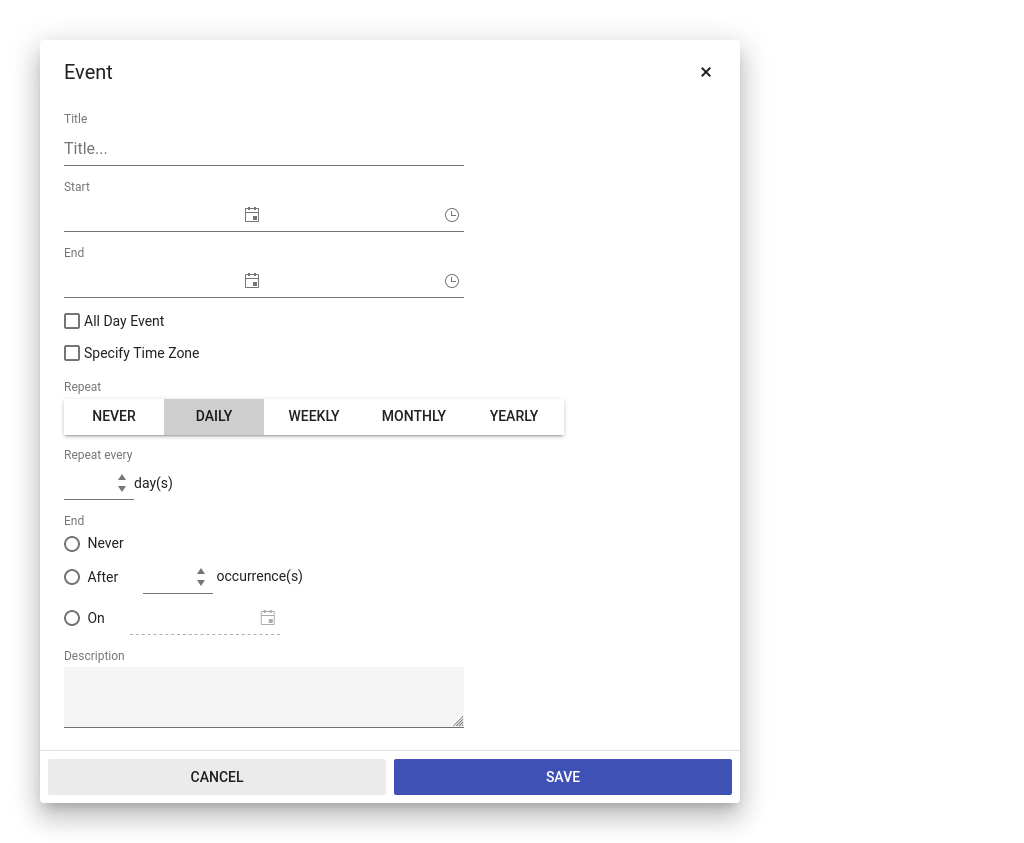 Event
Title
Title...
Start
End
All Day Event
Specify Time Zone
Repeat
NEVER DAILY WEEKLY MONTHLY YEARLY
Repeat every
day(s)
End
Never
After occurrence(s)
On
Description
CANCEL SAVE